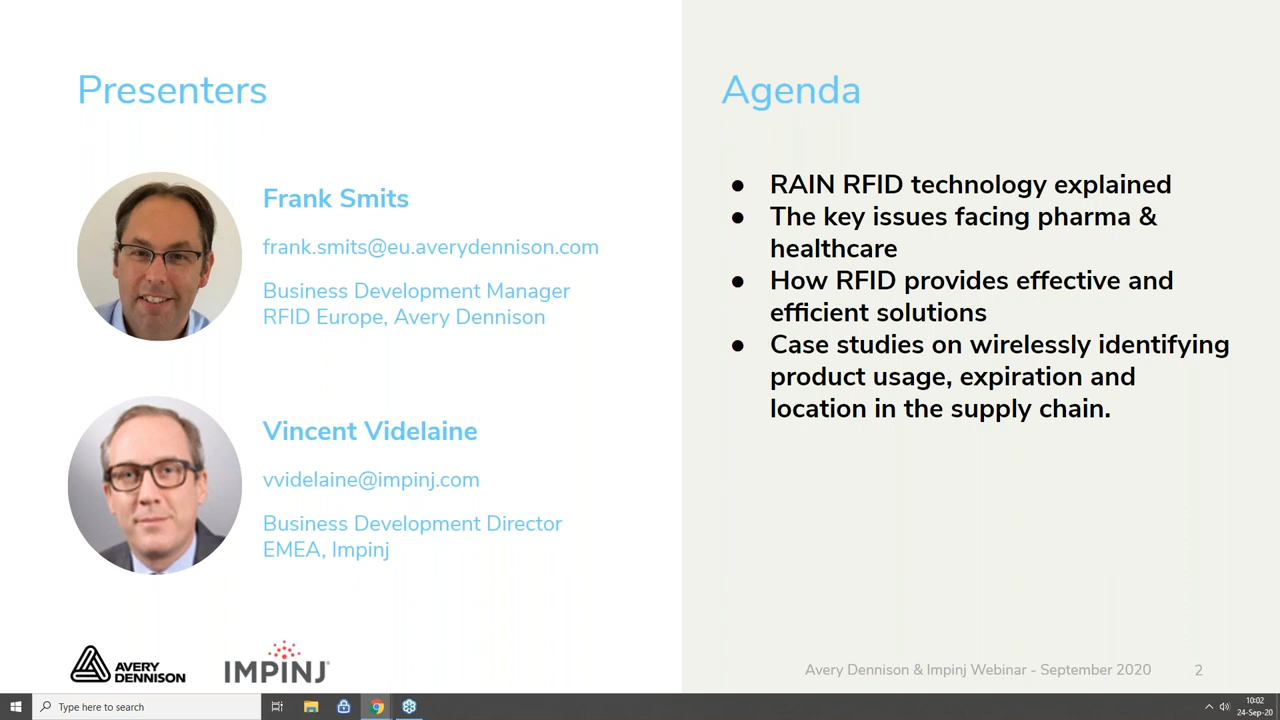 Presenters
Frank Smits
frank.smits@eu.averydennison.com
Business Development Manager
RFID Europe, Avery Dennison
Vincent Videlaine
vvidelaine@impinj.com
Business Development Director
EMEA, Impinj
AVERY
DENNISON
IMPINJ
Agenda
● RAIN RFID technology explained
● The key issues facing pharma &
healthcare
● How RFID provides effective and
efficient solutions
● Case studies on wirelessly identifying
product usage, expiration and
location in the supply chain.
Avery Dennison & Impinj Webinar - September 2020 2
Type here to search
10:02
24-Sep-20